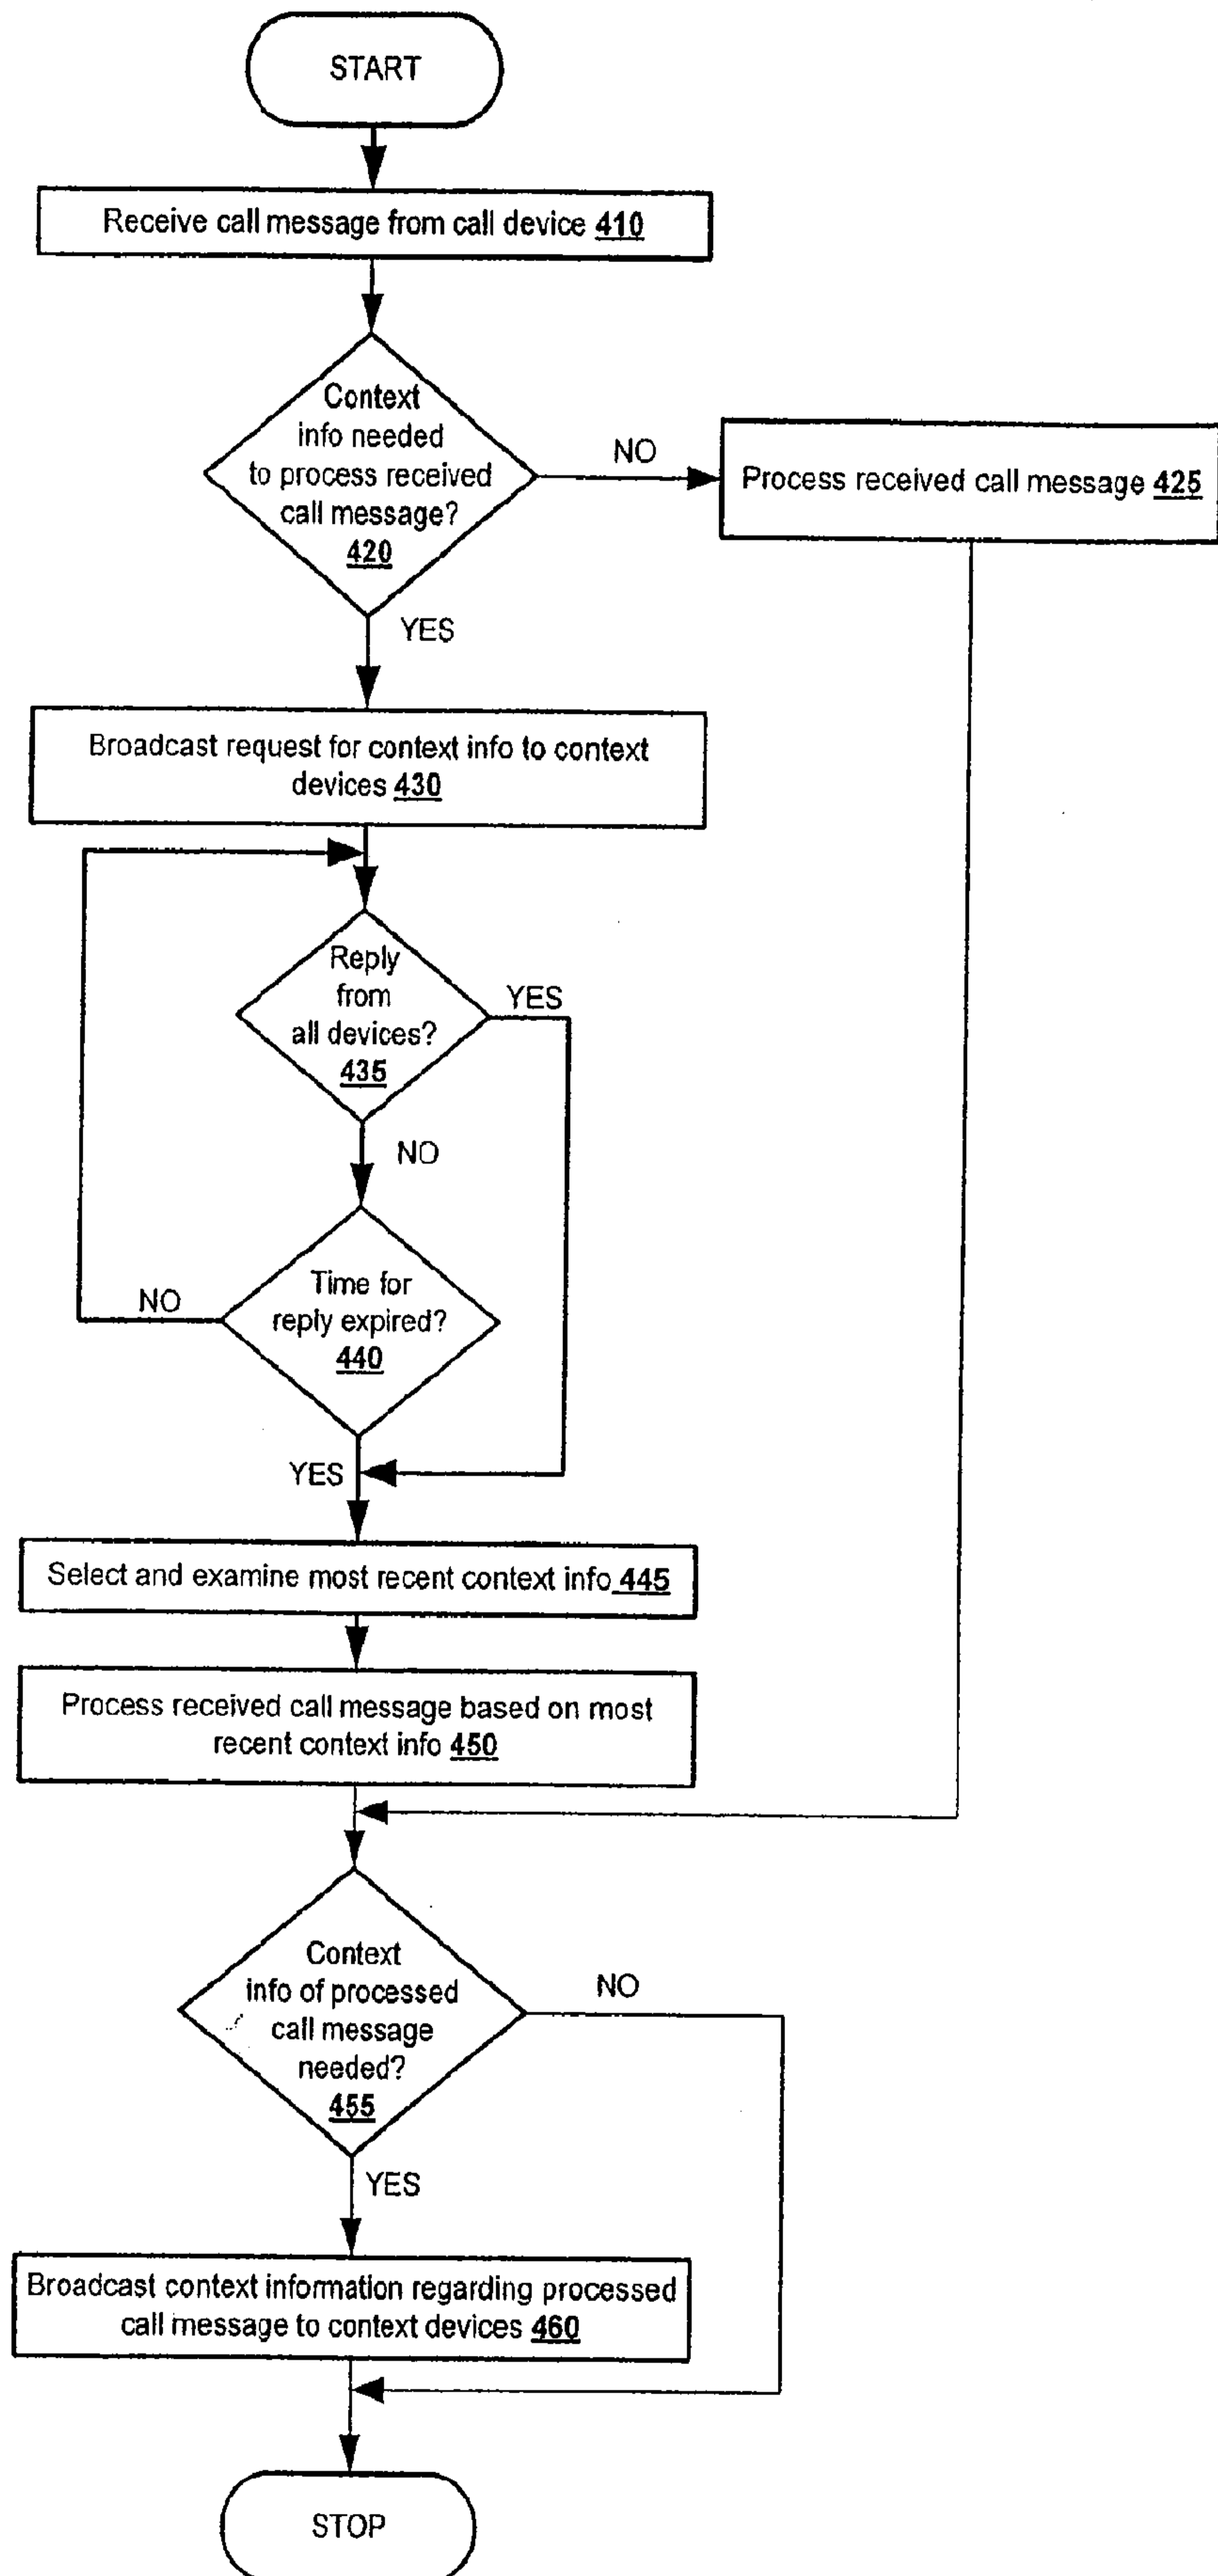 START
Receive call message from call device 410
Context
info needed
to process received
call message?
420
NO
Process received call message 425
YES
Broadcast request for context info to context
devices 430
Reply
from
all devices?
435
YES
NO
Time for
reply expired?
440
NO
YES
Select and examine most recent context info 445
Process received call message based on most
recent context info 450
Context
info of processed
call message
needed?
455
NO
YES
Broadcast context information regarding processed
call message to context devices 460
STOP